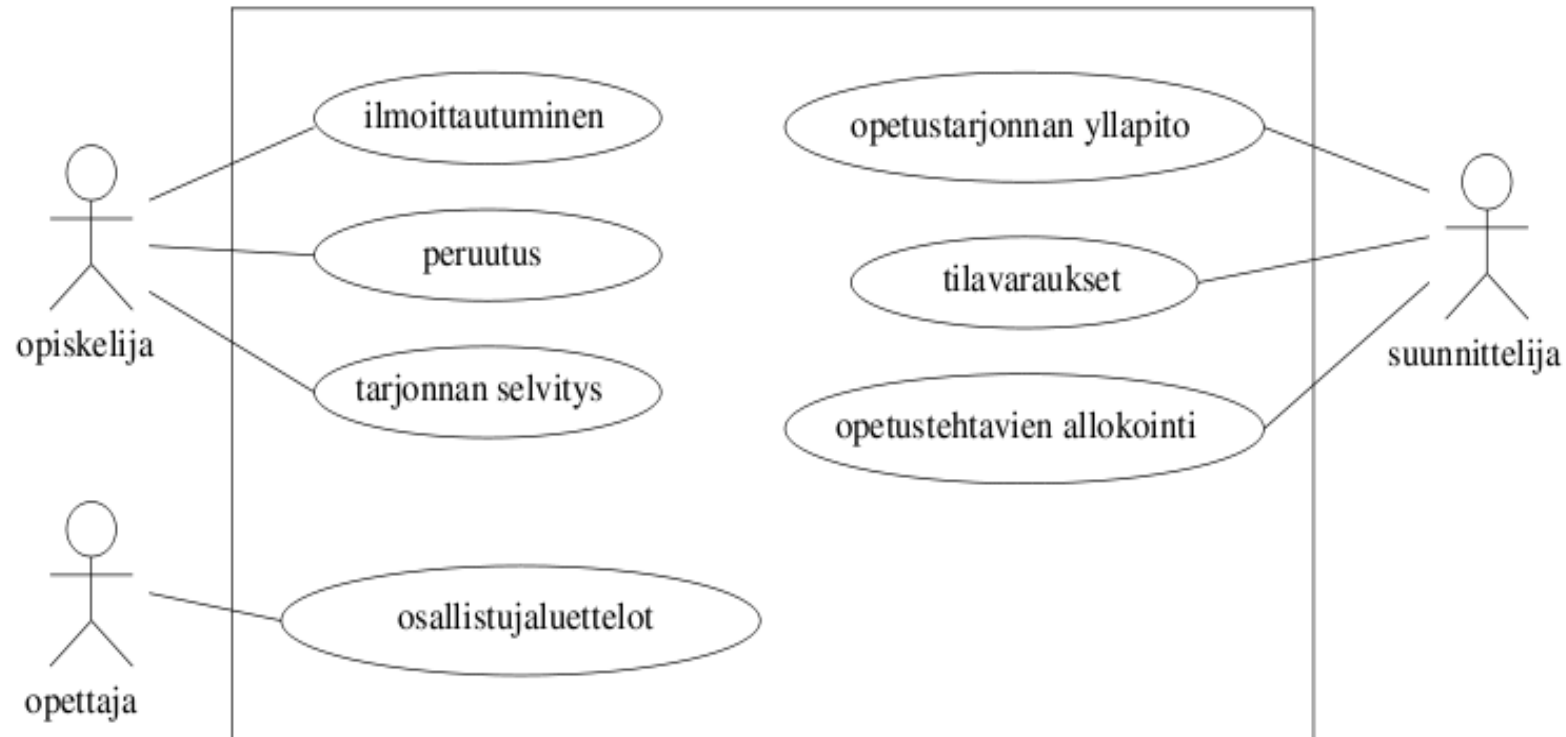 ilmoittautuminen
opetustarjonnan yllapito
peruutus
tilavaraukset
opiskelija
suunnittelija
tarjonnan selvitys
opetustehtavien allokointi
osallistujaluettelot
opettaja